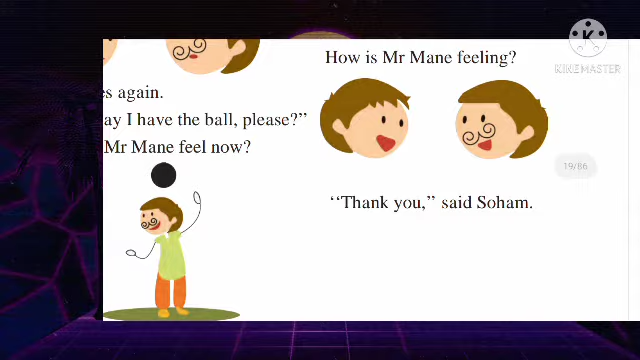 es again.
ay I have the ball, please?”
Mr Mane feel now?
How is Mr Mane feeling?
‘‘Thank you,’’ said Soham.
19/86
K
KINEMASTER